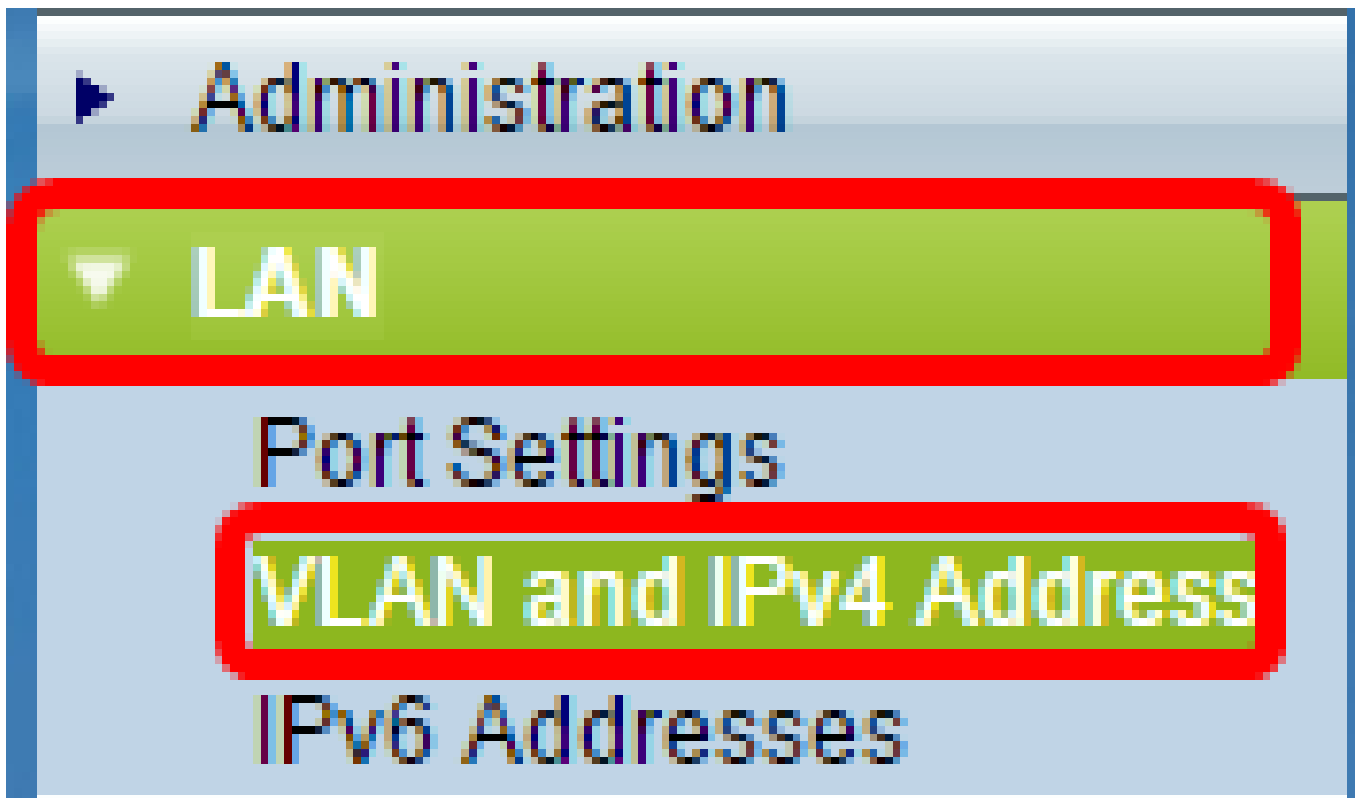 Administration
LAN
Port Settings
VLAN and IPv4 Address
IPv6 Addresses